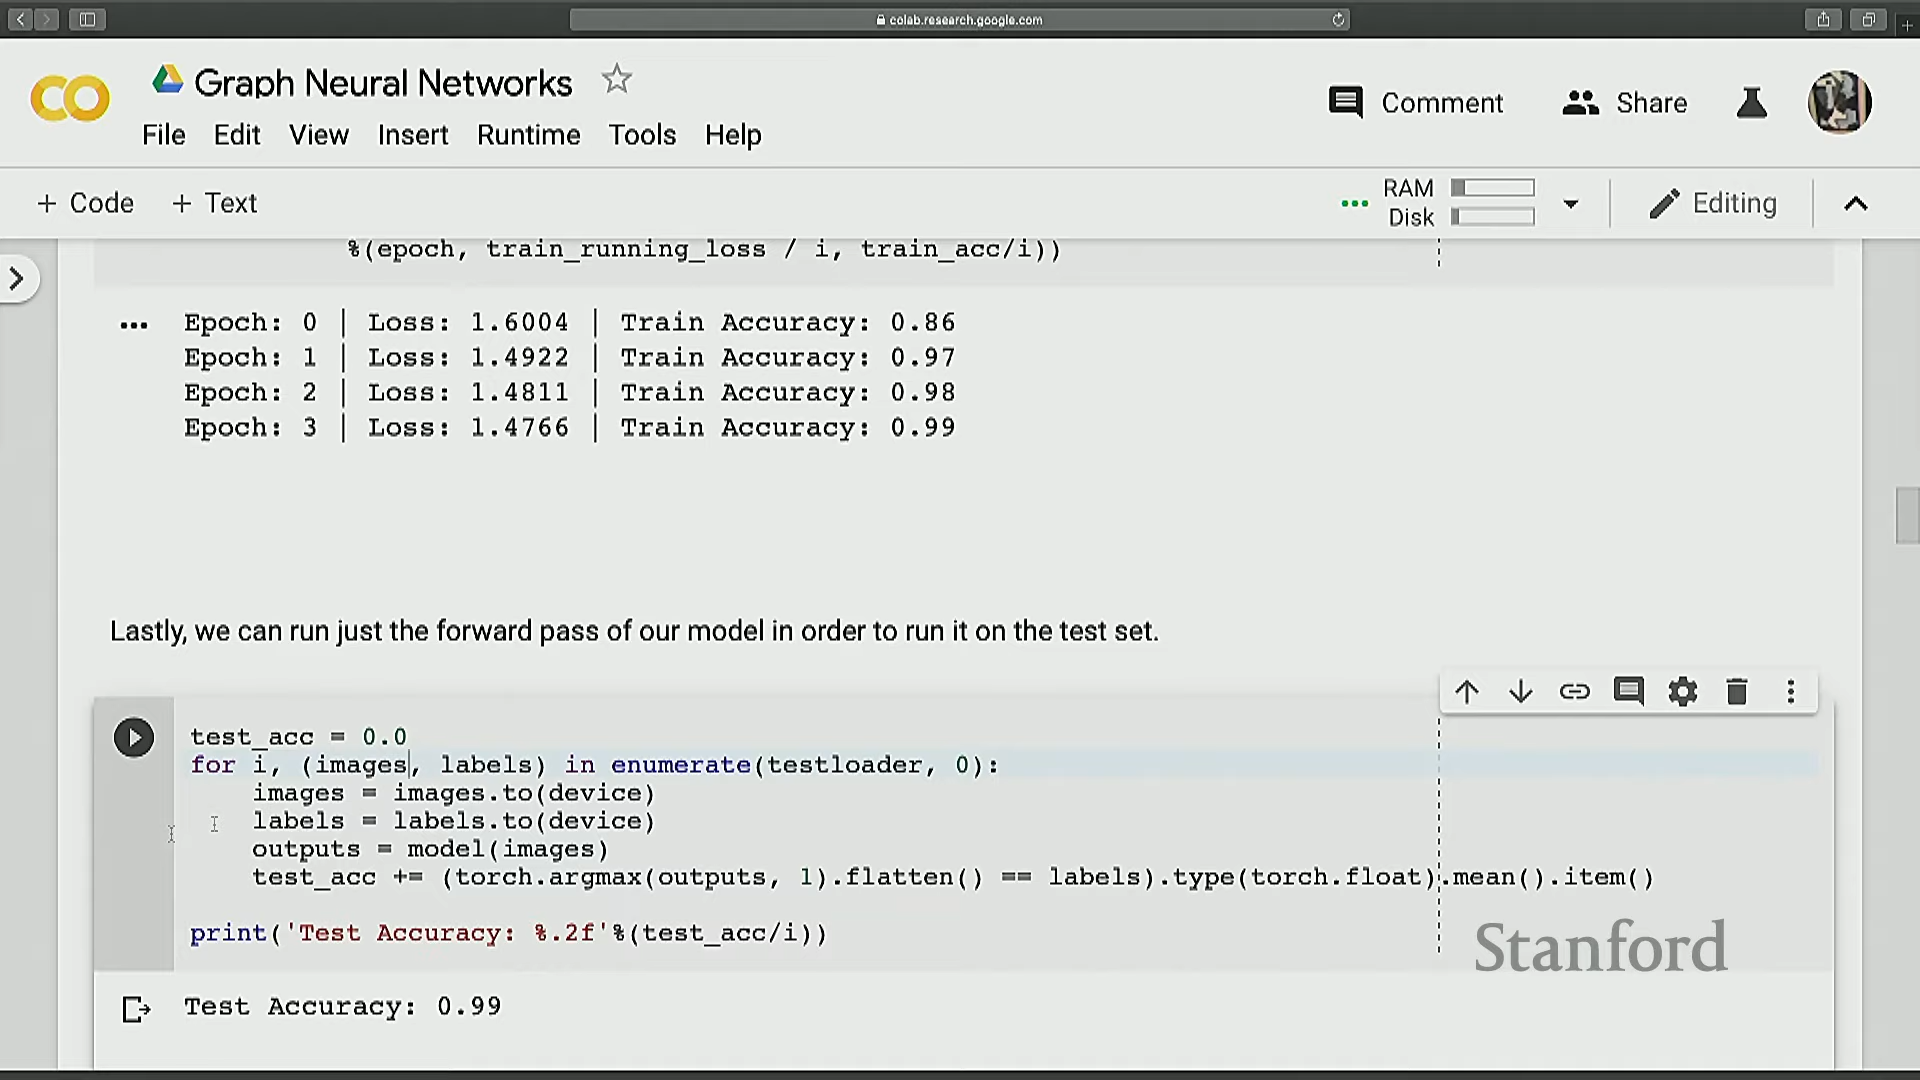 colab.research.google.com
Graph Neural Networks
Comment
Share
File Edit View Insert Runtime Tools Help
+ Code + Text
RAM
Disk
Editing
%(epoch, train_running_loss / i, train_acc/i))
Epoch: 0 | Loss: 1.6004 | Train Accuracy: 0.86
Epoch: 1 | Loss: 1.4922 | Train Accuracy: 0.97
Epoch: 2 | Loss: 1.4811 | Train Accuracy: 0.98
Epoch: 3 | Loss: 1.4766 | Train Accuracy: 0.99
Lastly, we can run just the forward pass of our model in order to run it on the test set.
test_acc = 0.0
for i, (images, labels) in enumerate(testloader, 0):
images = images.to(device)
labels = labels.to(device)
outputs = model(images)
test_acc += (torch.argmax(outputs, 1).flatten() == labels).type(torch.float).mean().item()
print('Test Accuracy: %.2f'%(test_acc/i))
Stanford
Test Accuracy: 0.99